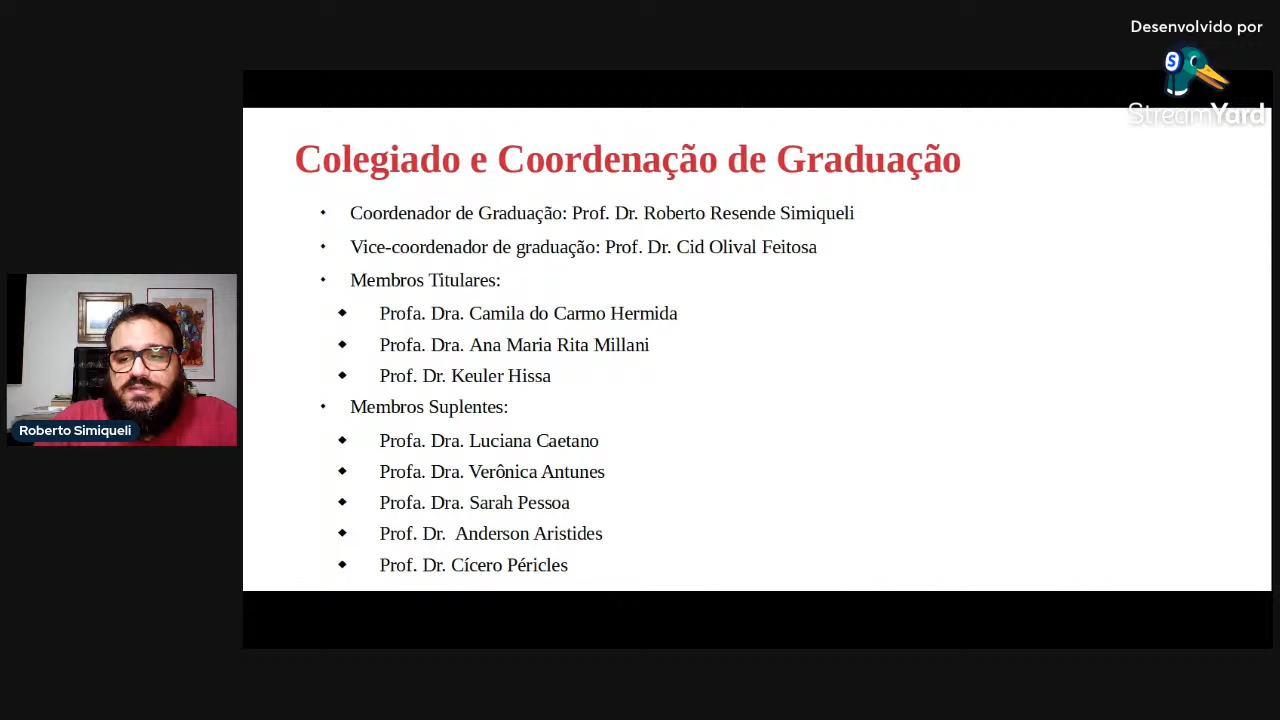 Desenvolvido por
S
StreamYard
Colegiado e Coordenação de Graduação
Coordenador de Graduação: Prof. Dr. Roberto Resende Simiqueli
Vice-coordenador de graduação: Prof. Dr. Cid Olival Feitosa
Membros Titulares:
Profa. Dra. Camila do Carmo Hermida
Profa. Dra. Ana Maria Rita Millani
Prof. Dr. Keuler Hissa
Membros Suplentes:
Profa. Dra. Luciana Caetano
Profa. Dra. Verônica Antunes
Profa. Dra. Sarah Pessoa
Prof. Dr.  Anderson Aristides
Prof. Dr. Cícero Péricles
Roberto Simiqueli